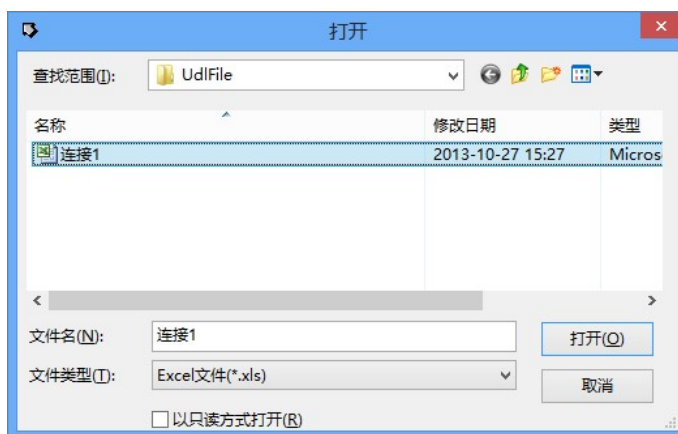 打开
查找范围(I): UdlFile
名称 修改日期 类型
连接1 2013-10-27 15:27 Micros
文件名(N): 连接1 打开(O)
文件类型(T): Excel文件(*.xls) 取消
以只读方式打开(R)